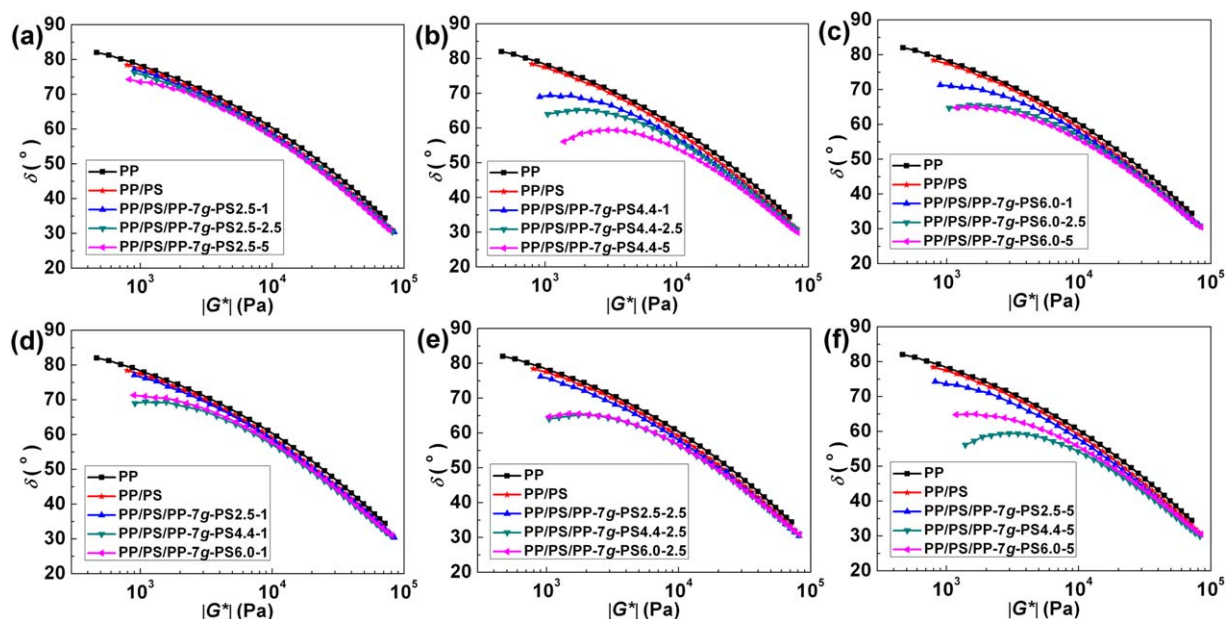 (a)
90
80
70
60
50
40
30
20
δ(°)
PP
PP/PS
PP/PS/PP-7g-PS2.5-1
PP/PS/PP-7g-PS2.5-2.5
PP/PS/PP-7g-PS2.5-5
10³ 10⁴ 10⁵
|G*| (Pa)
(b)
90
80
70
60
50
40
30
20
δ(°)
PP
PP/PS
PP/PS/PP-7g-PS4.4-1
PP/PS/PP-7g-PS4.4-2.5
PP/PS/PP-7g-PS4.4-5
10³ 10⁴ 10⁵
|G*| (Pa)
(c)
90
80
70
60
50
40
30
20
δ(°)
PP
PP/PS
PP/PS/PP-7g-PS6.0-1
PP/PS/PP-7g-PS6.0-2.5
PP/PS/PP-7g-PS6.0-5
10³ 10⁴ 10⁵
|G*| (Pa)
(d)
90
80
70
60
50
40
30
20
δ(°)
PP
PP/PS
PP/PS/PP-7g-PS2.5-1
PP/PS/PP-7g-PS4.4-1
PP/PS/PP-7g-PS6.0-1
10³ 10⁴ 10⁵
|G*| (Pa)
(e)
90
80
70
60
50
40
30
20
δ(°)
PP
PP/PS
PP/PS/PP-7g-PS2.5-2.5
PP/PS/PP-7g-PS4.4-2.5
PP/PS/PP-7g-PS6.0-2.5
10³ 10⁴ 10⁵
|G*| (Pa)
(f)
90
80
70
60
50
40
30
20
δ(°)
PP
PP/PS
PP/PS/PP-7g-PS2.5-5
PP/PS/PP-7g-PS4.4-5
PP/PS/PP-7g-PS6.0-5
10³ 10⁴ 10⁵
|G*| (Pa)